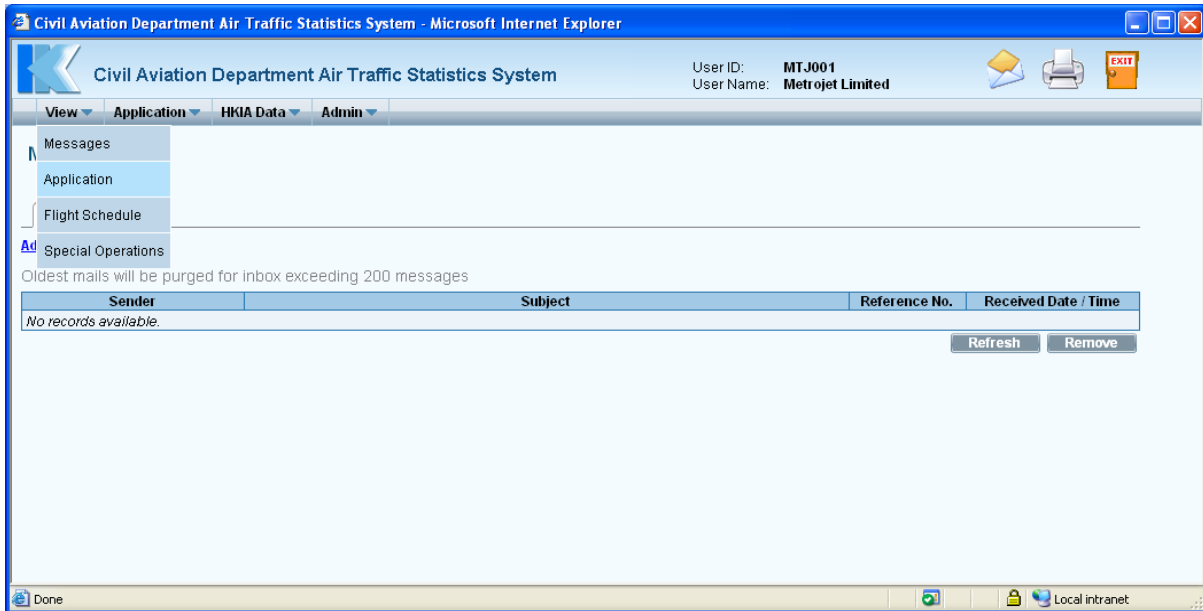 Civil Aviation Department Air Traffic Statistics System - Microsoft Internet Explorer
Civil Aviation Department Air Traffic Statistics System
User ID: MTJ001
User Name: Metrojet Limited
EXIT
View Application HKIA Data Admin
Messages
Application
Flight Schedule
Special Operations
Oldest mails will be purged for inbox exceeding 200 messages
Sender Subject Reference No. Received Date / Time
No records available.
Refresh Remove
Done Local intranet